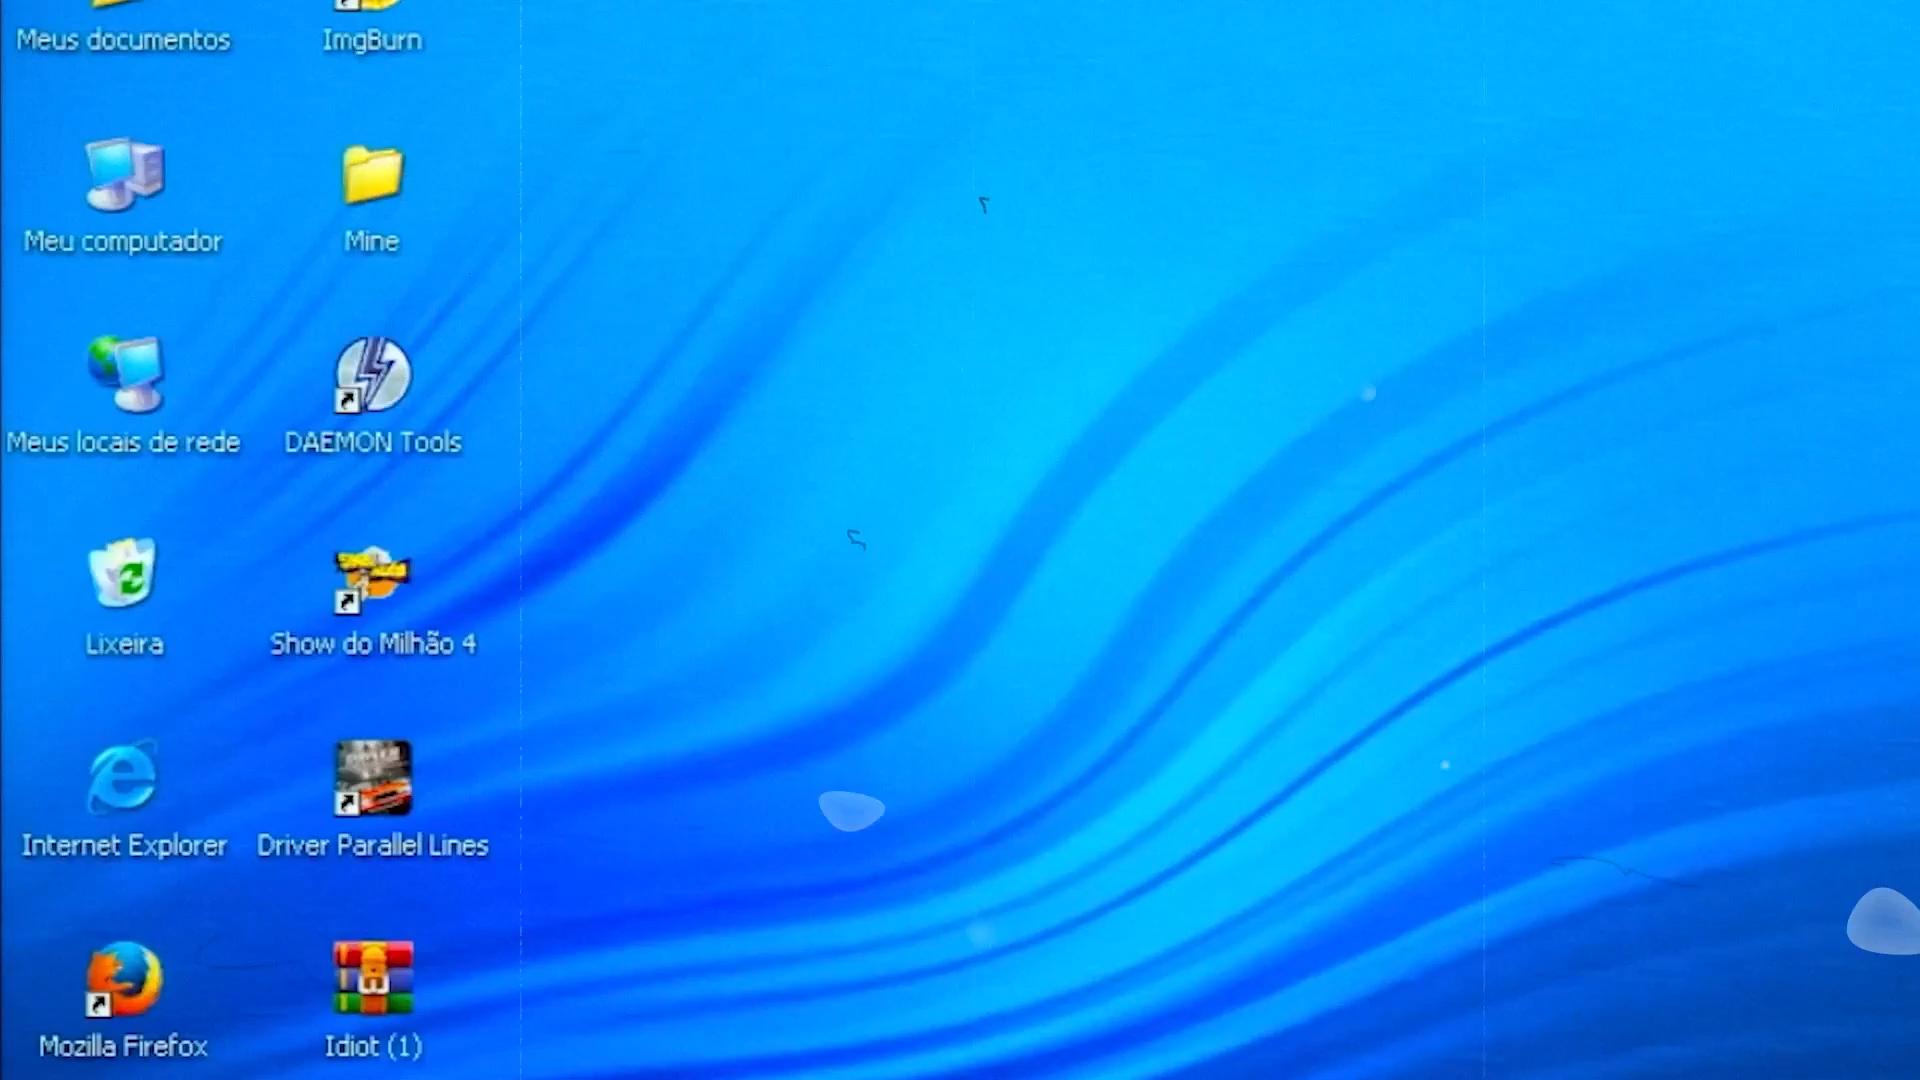 Meus documentos
ImgBurn
Meu computador
Mine
Meus locais de rede
DAEMON Tools
Lixeira
Show do Milhão 4
Internet Explorer
Driver Parallel Lines
Mozilla Firefox
Idiot (1)